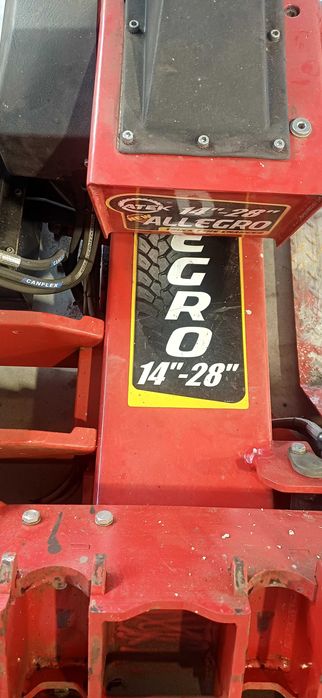 ATEK 14"-28"
ALLEGRO
EGRO
14"-28"
CANFLEX